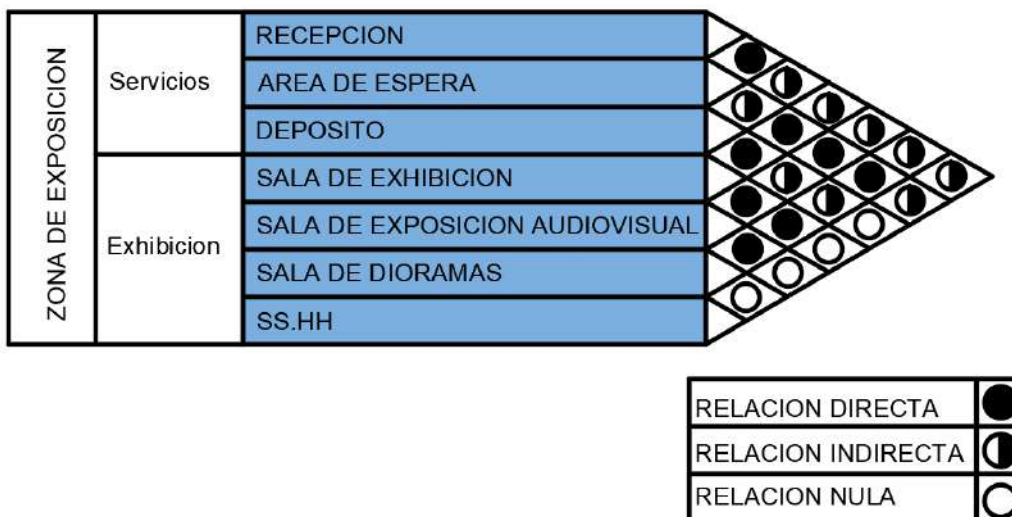 ZONA DE EXPOSICION
Servicios
RECEPCION
AREA DE ESPERA
DEPOSITO
Exhibicion
SALA DE EXHIBICION
SALA DE EXPOSICION AUDIOVISUAL
SALA DE DIORAMAS
SS.HH
RELACION DIRECTA
RELACION INDIRECTA
RELACION NULA